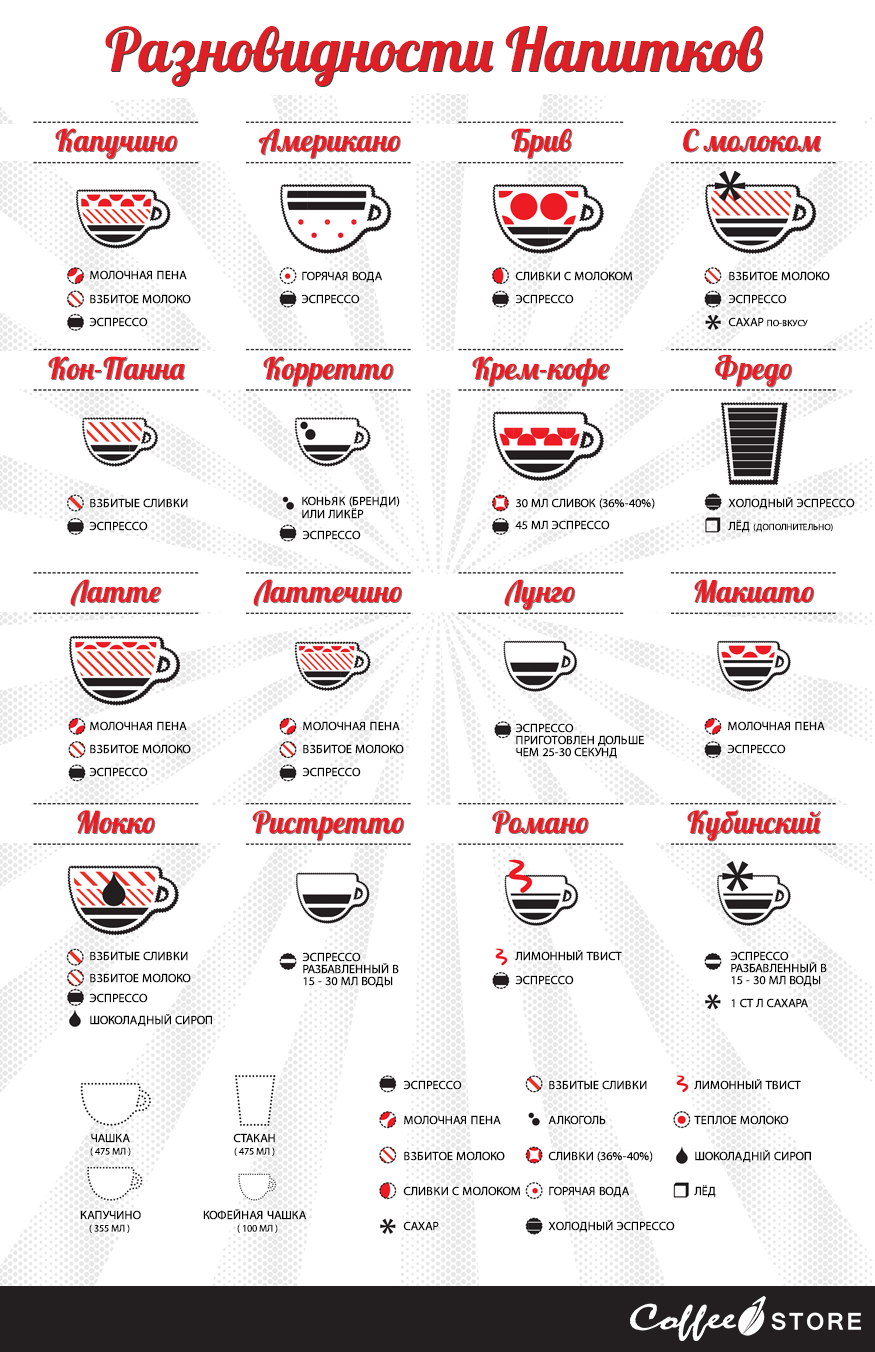 Разновидности Напитков
Капучино
МОЛОЧНАЯ ПЕНА
ВЗБИТОЕ МОЛОКО
ЭСПРЕССО
Американо
ГОРЯЧАЯ ВОДА
ЭСПРЕССО
Брив
СЛИВКИ С МОЛОКОМ
ЭСПРЕССО
С молоком
ВЗБИТОЕ МОЛОКО
ЭСПРЕССО
САХАР ПО-ВКУСУ
Кон-Панна
ВЗБИТЫЕ СЛИВКИ
ЭСПРЕССО
Корретто
КОНЬЯК (БРЕНДИ)
ИЛИ ЛИКЁР
ЭСПРЕССО
Крем-кофе
30 МЛ СЛИВОК (36%-40%)
45 МЛ ЭСПРЕССО
Фредо
ХОЛОДНЫЙ ЭСПРЕССО
ЛЁД (ДОПОЛНИТЕЛЬНО)
Латте
МОЛОЧНАЯ ПЕНА
ВЗБИТОЕ МОЛОКО
ЭСПРЕССО
Латтечино
МОЛОЧНАЯ ПЕНА
ВЗБИТОЕ МОЛОКО
ЭСПРЕССО
Лунго
ЭСПРЕССО
ПРИГОТОВЛЕН ДОЛЬШЕ
ЧЕМ 25-30 СЕКУНД
Макиато
МОЛОЧНАЯ ПЕНА
ЭСПРЕССО
Мокко
ВЗБИТЫЕ СЛИВКИ
ВЗБИТОЕ МОЛОКО
ЭСПРЕССО
ШОКОЛАДНЫЙ СИРОП
Ристретто
ЭСПРЕССО
РАЗБАВЛЕННЫЙ В
15 - 30 МЛ ВОДЫ
Романо
ЛИМОННЫЙ ТВИСТ
ЭСПРЕССО
Кубинский
ЭСПРЕССО
РАЗБАВЛЕННЫЙ В
15 - 30 МЛ ВОДЫ
1 СТ Л САХАРА
ЧАШКА
( 475 МЛ )
СТАКАН
( 475 МЛ )
КАПУЧИНО
( 355 МЛ )
КОФЕЙНАЯ ЧАШКА
( 100 МЛ )
ЭСПРЕССО
МОЛОЧНАЯ ПЕНА
ВЗБИТОЕ МОЛОКО
СЛИВКИ С МОЛОКОМ
САХАР
ВЗБИТЫЕ СЛИВКИ
АЛКОГОЛЬ
СЛИВКИ (36%-40%)
ГОРЯЧАЯ ВОДА
ХОЛОДНЫЙ ЭСПРЕССО
ЛИМОННЫЙ ТВИСТ
ТЕПЛОЕ МОЛОКО
ШОКОЛАДНІЙ СИРОП
ЛЁД
Coffee STORE